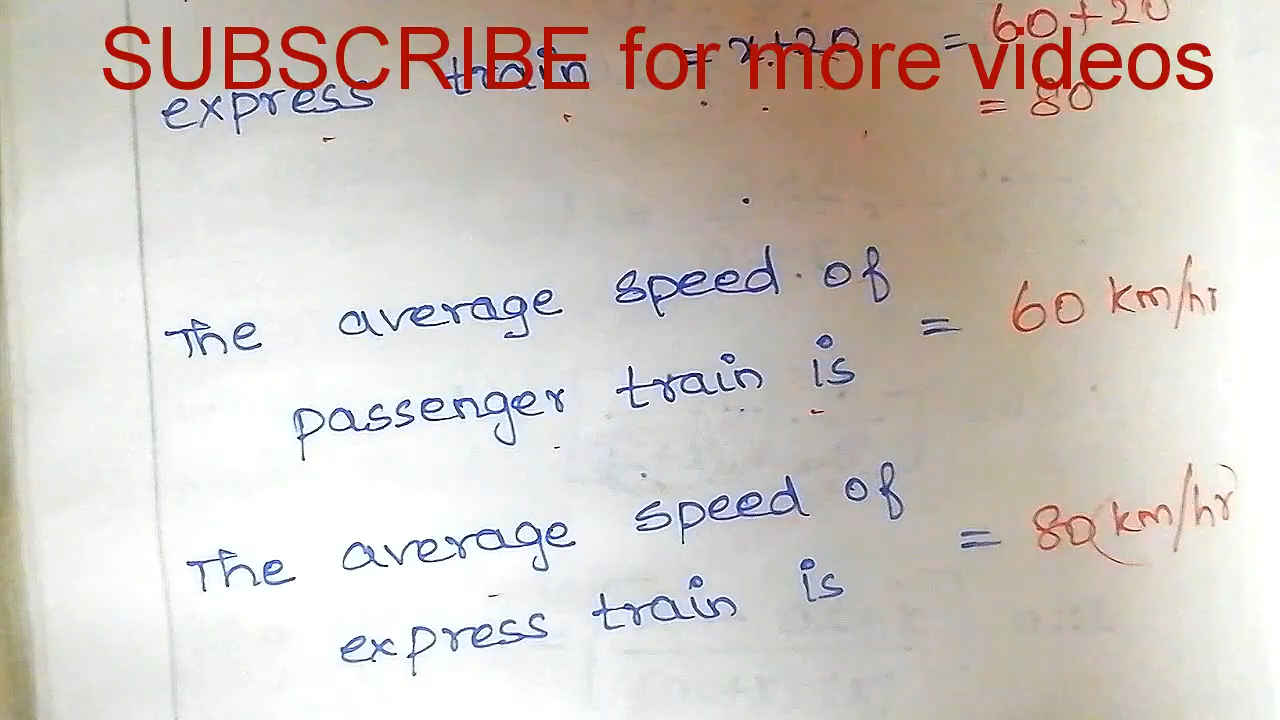 SUBSCRIBE for more videos
express train = x+20 = 60+20
= 80
The average speed of
passenger train is = 60 km/hr
The average speed of
express train is = 80 km/hr